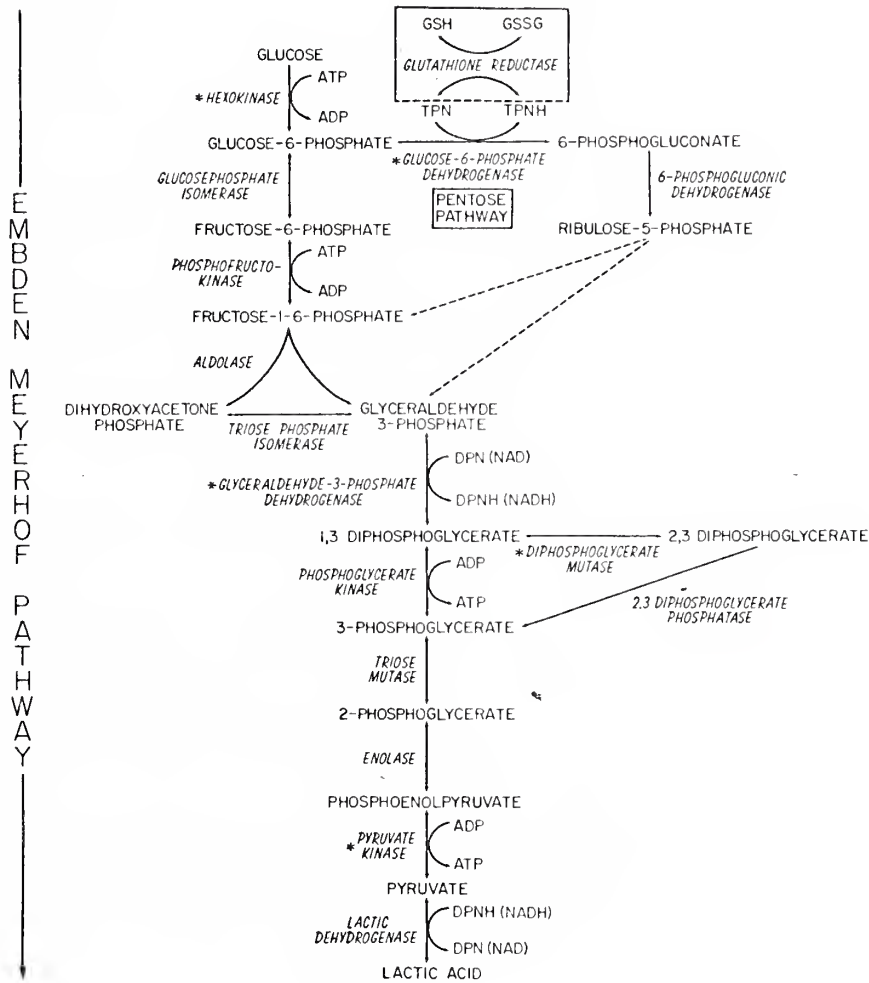 GSH GSSG
GLUTATHIONE REDUCTASE
TPN TPNH
GLUCOSE
ATP
* HEXOKINASE
ADP
GLUCOSE-6-PHOSPHATE
6-PHOSPHOGLUCONATE
* GLUCOSE-6-PHOSPHATE
DEHYDROGENASE
GLUCOSEPHOSPHATE
ISOMERASE
6-PHOSPHOGLUCONIC
DEHYDROGENASE
PENTOSE
PATHWAY
FRUCTOSE-6-PHOSPHATE
RIBULOSE-5-PHOSPHATE
ATP
PHOSPHOFRUCTO-
KINASE
ADP
FRUCTOSE-1-6-PHOSPHATE
ALDOLASE
DIHYDROXYACETONE
PHOSPHATE
TRIOSE PHOSPHATE
ISOMERASE
GLYCERALDEHYDE
3-PHOSPHATE
DPN (NAD)
* GLYCERALDEHYDE-3-PHOSPHATE
DEHYDROGENASE
DPNH (NADH)
1,3 DIPHOSPHOGLYCERATE
2,3 DIPHOSPHOGLYCERATE
* DIPHOSPHOGLYCERATE
MUTASE
ADP
PHOSPHOGLYCERATE
KINASE
ATP
2,3 DIPHOSPHOGLYCERATE
PHOSPHATASE
3-PHOSPHOGLYCERATE
TRIOSE
MUTASE
2-PHOSPHOGLYCERATE
ENOLASE
PHOSPHOENOLPYRUVATE
ADP
* PYRUVATE
KINASE
ATP
PYRUVATE
DPNH (NADH)
LACTIC
DEHYDROGENASE
DPN (NAD)
LACTIC ACID
EMBDEN MEYERHOF PATHWAY